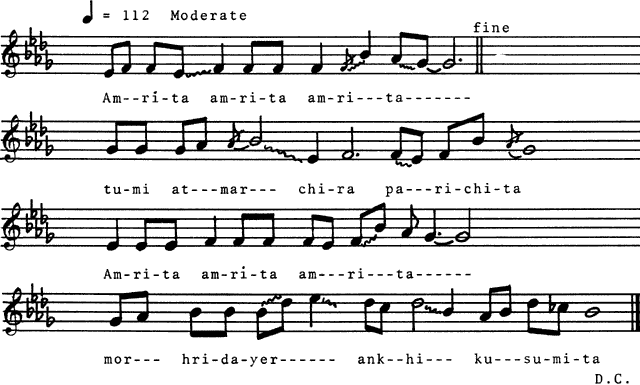 ♩ = 112 Moderate
fine
Am--ri-ta am-ri-ta am-ri---ta-------
tu-mi at---mar--- chi-ra pa---ri-chi-ta
Am-ri-ta am-ri-ta am---ri---ta------
mor--- hri-da-yer------ ank--hi--- ku---su-mi-ta
D.C.